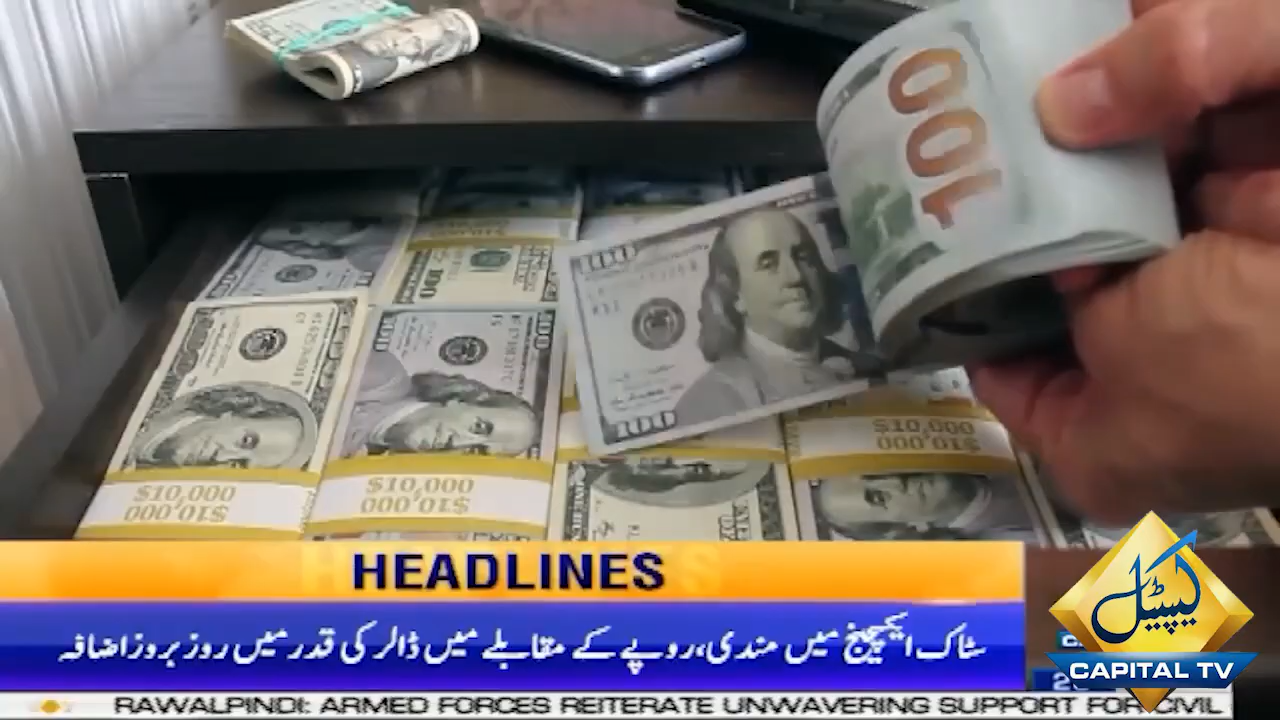 100
100
100
$10,000
$10,000
$10,000
$10,000
$10,000
$10,000
HEADLINES
سٹاک ایکسچینج میں مندی، روپے کے مقابلے میں ڈالر کی قدر میں روز بروز اضافہ
کیپیٹل
CAPITAL TV
RAWALPINDI: ARMED FORCES REITERATE UNWAVERING SUPPORT FOR CIVIL